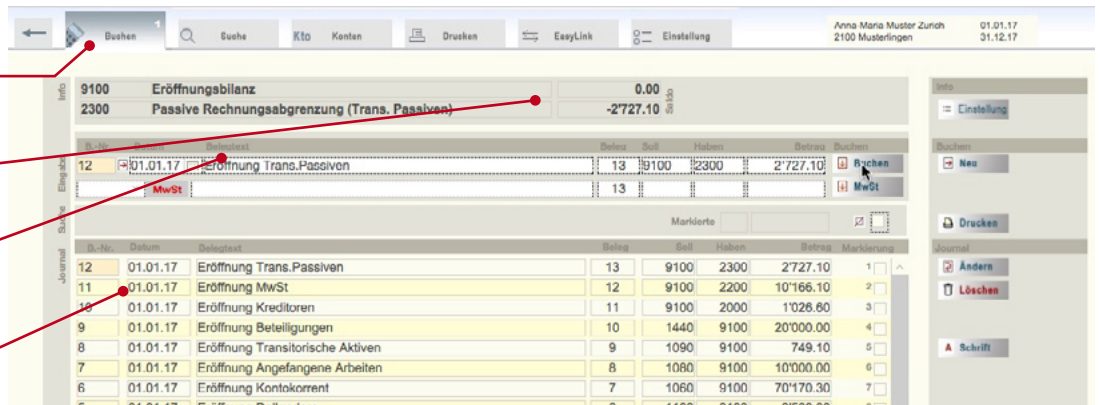 Buchen 1 Suche Kto Konten Drucken EasyLink Einstellung
Anna-Maria Muster Zürich 01.01.17
2100 Musterlingen 31.12.17
Info
9100 Eröffnungsbilanz 0.00
2300 Passive Rechnungsabgrenzung (Trans. Passiven) -2'727.10
Saldo
Info
Einstellung
Eingabe
B.-Nr. Datum Belegtext Beleg Soll Haben Betrag Buchen
12 01.01.17 Eröffnung Trans.Passiven 13 9100 2300 2'727.10 Buchen
MwSt 13 MwSt
Buchen
Neu
Suche
Markierte
Drucken
Journal
B.-Nr. Datum Belegtext Beleg Soll Haben Betrag Markierung
12 01.01.17 Eröffnung Trans.Passiven 13 9100 2300 2'727.10 1
11 01.01.17 Eröffnung MwSt 12 9100 2200 10'166.10 2
10 01.01.17 Eröffnung Kreditoren 11 9100 2000 1'026.60 3
9 01.01.17 Eröffnung Beteiligungen 10 1440 9100 20'000.00 4
8 01.01.17 Eröffnung Transitorische Aktiven 9 1090 9100 749.10 5
7 01.01.17 Eröffnung Angefangene Arbeiten 8 1080 9100 10'000.00 6
6 01.01.17 Eröffnung Kontokorrent 7 1060 9100 70'170.30 7
Journal
Ändern
Löschen
A Schrift